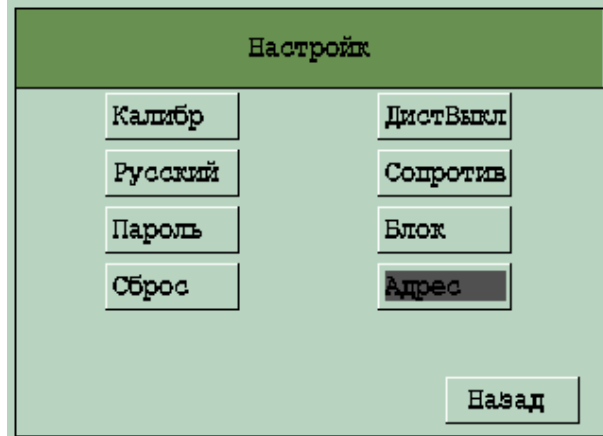 Настройк
Калибр ДистВыкл
Русский Сопротив
Пароль Блок
Сброс Адрес
Назад